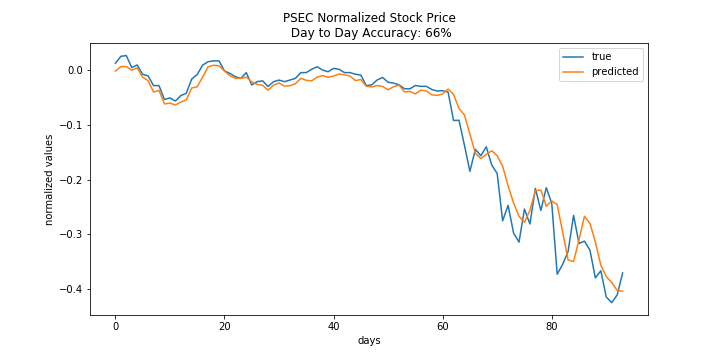 PSEC Normalized Stock Price
Day to Day Accuracy: 66%
true
predicted
normalized values
0.0
−0.1
−0.2
−0.3
−0.4
0
20
40
60
80
days